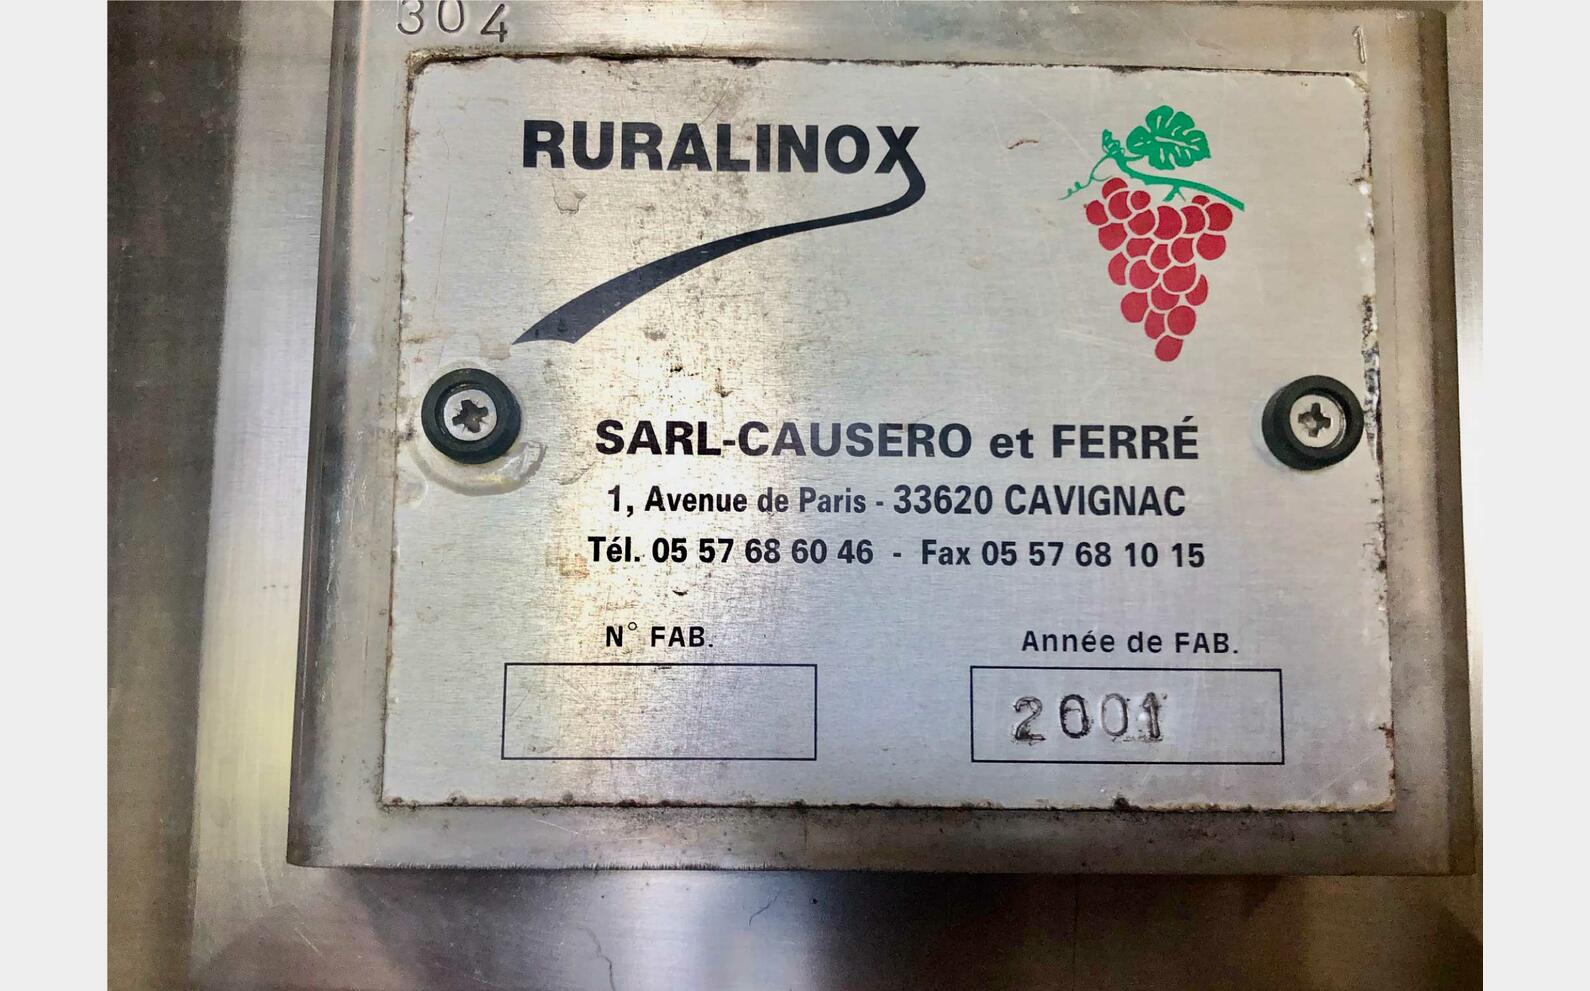 304
1
RURALINOX
SARL-CAUSERO et FERRÉ
1, Avenue de Paris - 33620 CAVIGNAC
Tél. 05 57 68 60 46 - Fax 05 57 68 10 15
N° FAB.
Année de FAB.
2001